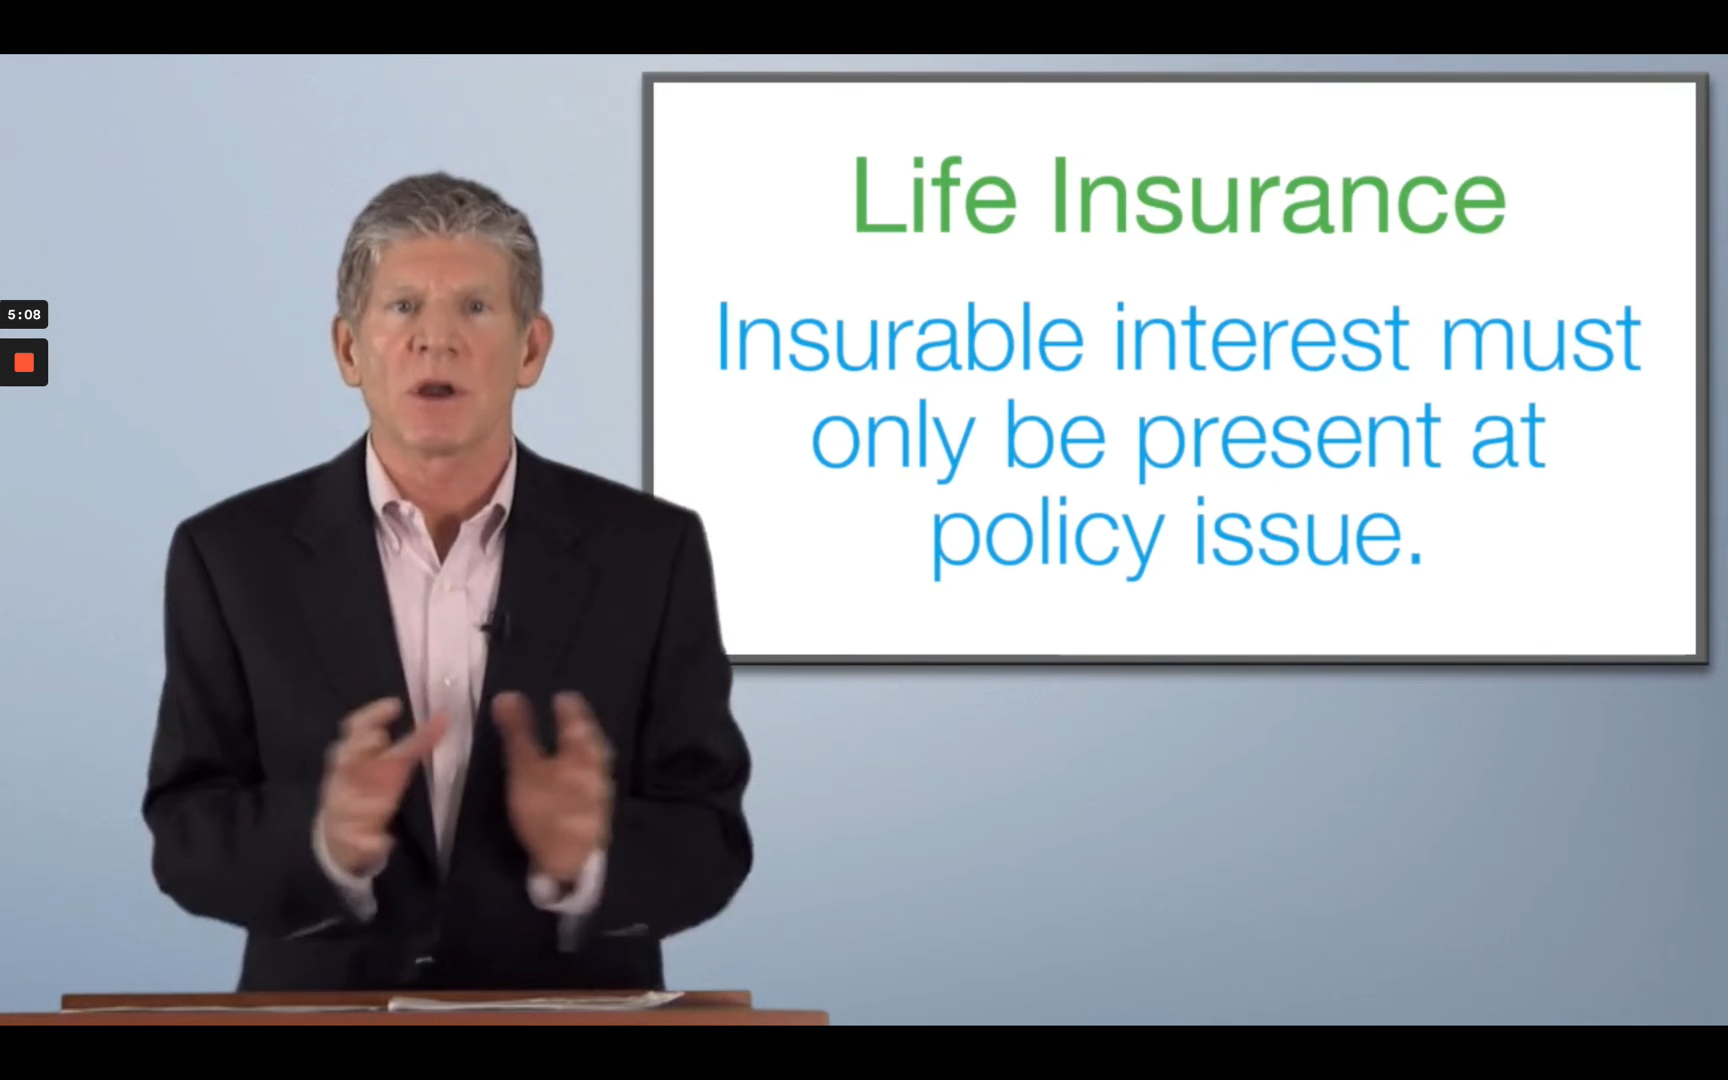 Life Insurance
Insurable interest must
only be present at
policy issue.
5:08